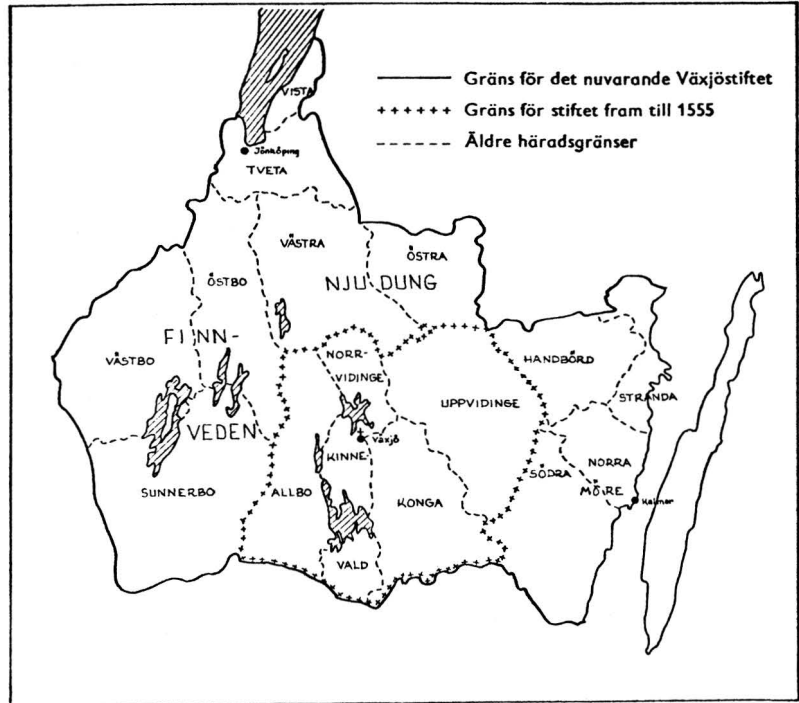 Gräns för det nuvarande Växjöstiftet
Gräns för stiftet fram till 1555
Äldre häradsgränser
VISTA
Jönköping
TVETA
VÄSTRA
ÖSTRA
ÖSTBO
NJUDUNG
FINN-
VEDEN
VÄSTBO
NORR-
VIDINGE
HANDBÖRD
UPPVIDINGE
STRANDA
Växjö
KINNE-
SÖDRA
NORRA
MÖRE
SUNNERBO
ALLBO
KONGA
Kalmar
VALD